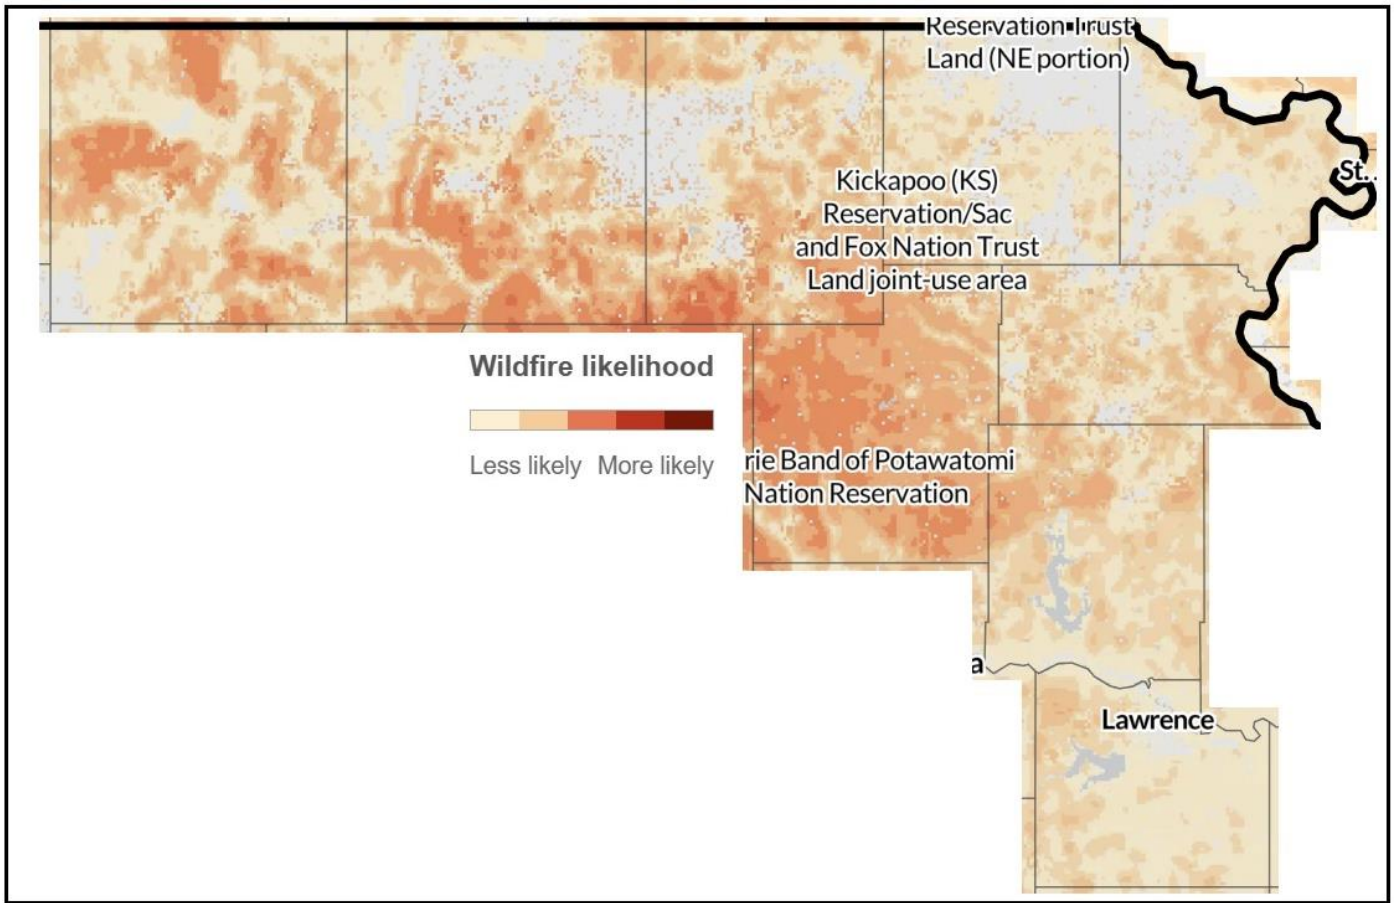 Reservation Trust
Land (NE portion)
St...
Kickapoo (KS)
Reservation/Sac
and Fox Nation Trust
Land joint-use area
Wildfire likelihood
Less likely More likely
rie Band of Potawatomi
Nation Reservation
a
Lawrence